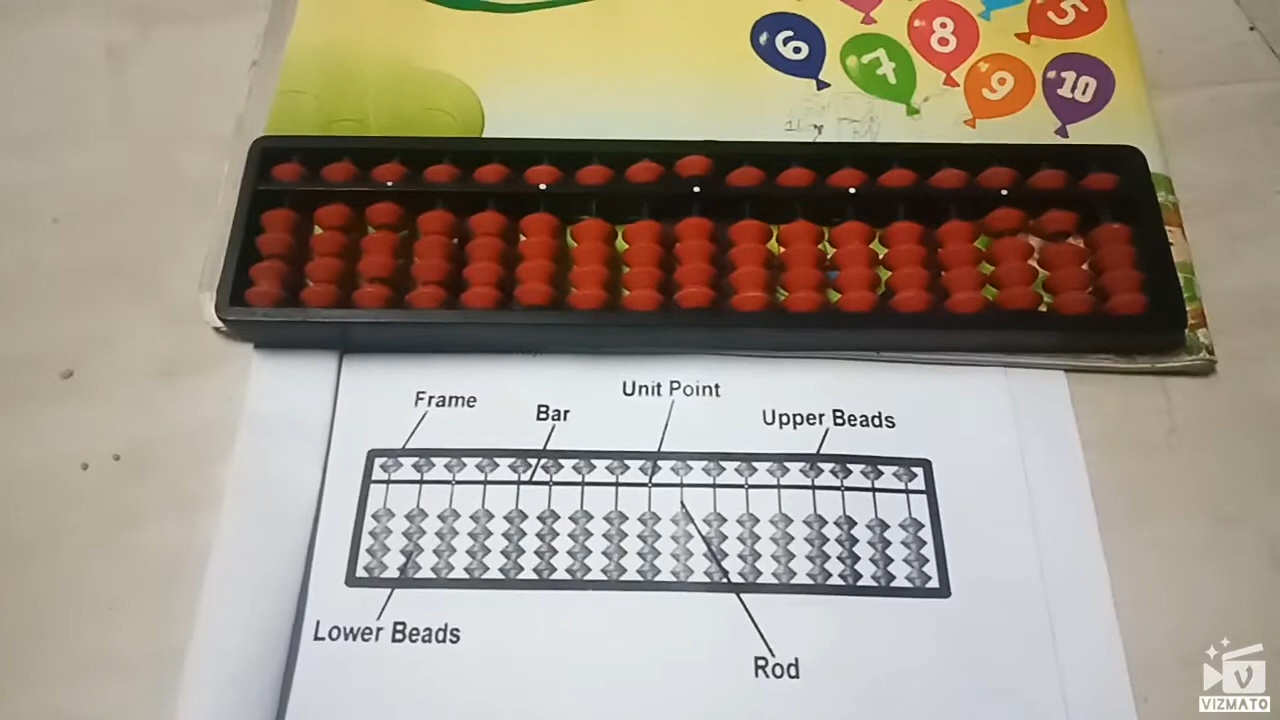 5
6
8
7
9
10
Frame
Bar
Unit Point
Upper Beads
Lower Beads
Rod
VIZMATO